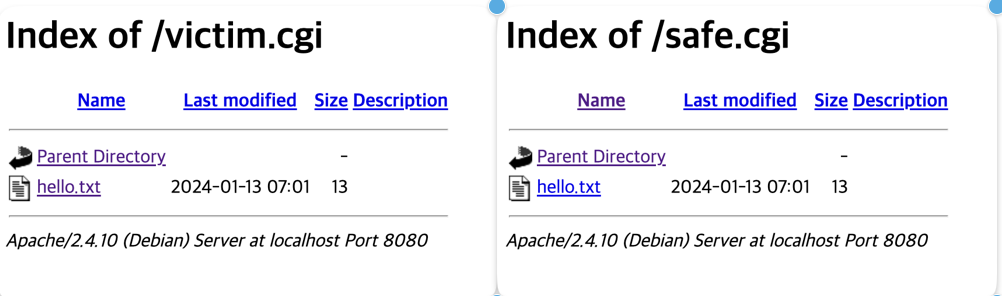 Index of /victim.cgi
Name Last modified Size Description
Parent Directory -
hello.txt 2024-01-13 07:01 13
Apache/2.4.10 (Debian) Server at localhost Port 8080
Index of /safe.cgi
Name Last modified Size Description
Parent Directory -
hello.txt 2024-01-13 07:01 13
Apache/2.4.10 (Debian) Server at localhost Port 8080